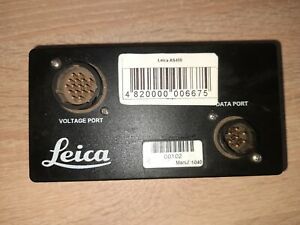 Leica AS400
4 820000 006675
VOLTAGE PORT
DATA PORT
Leica
00102
Manuf. 1040